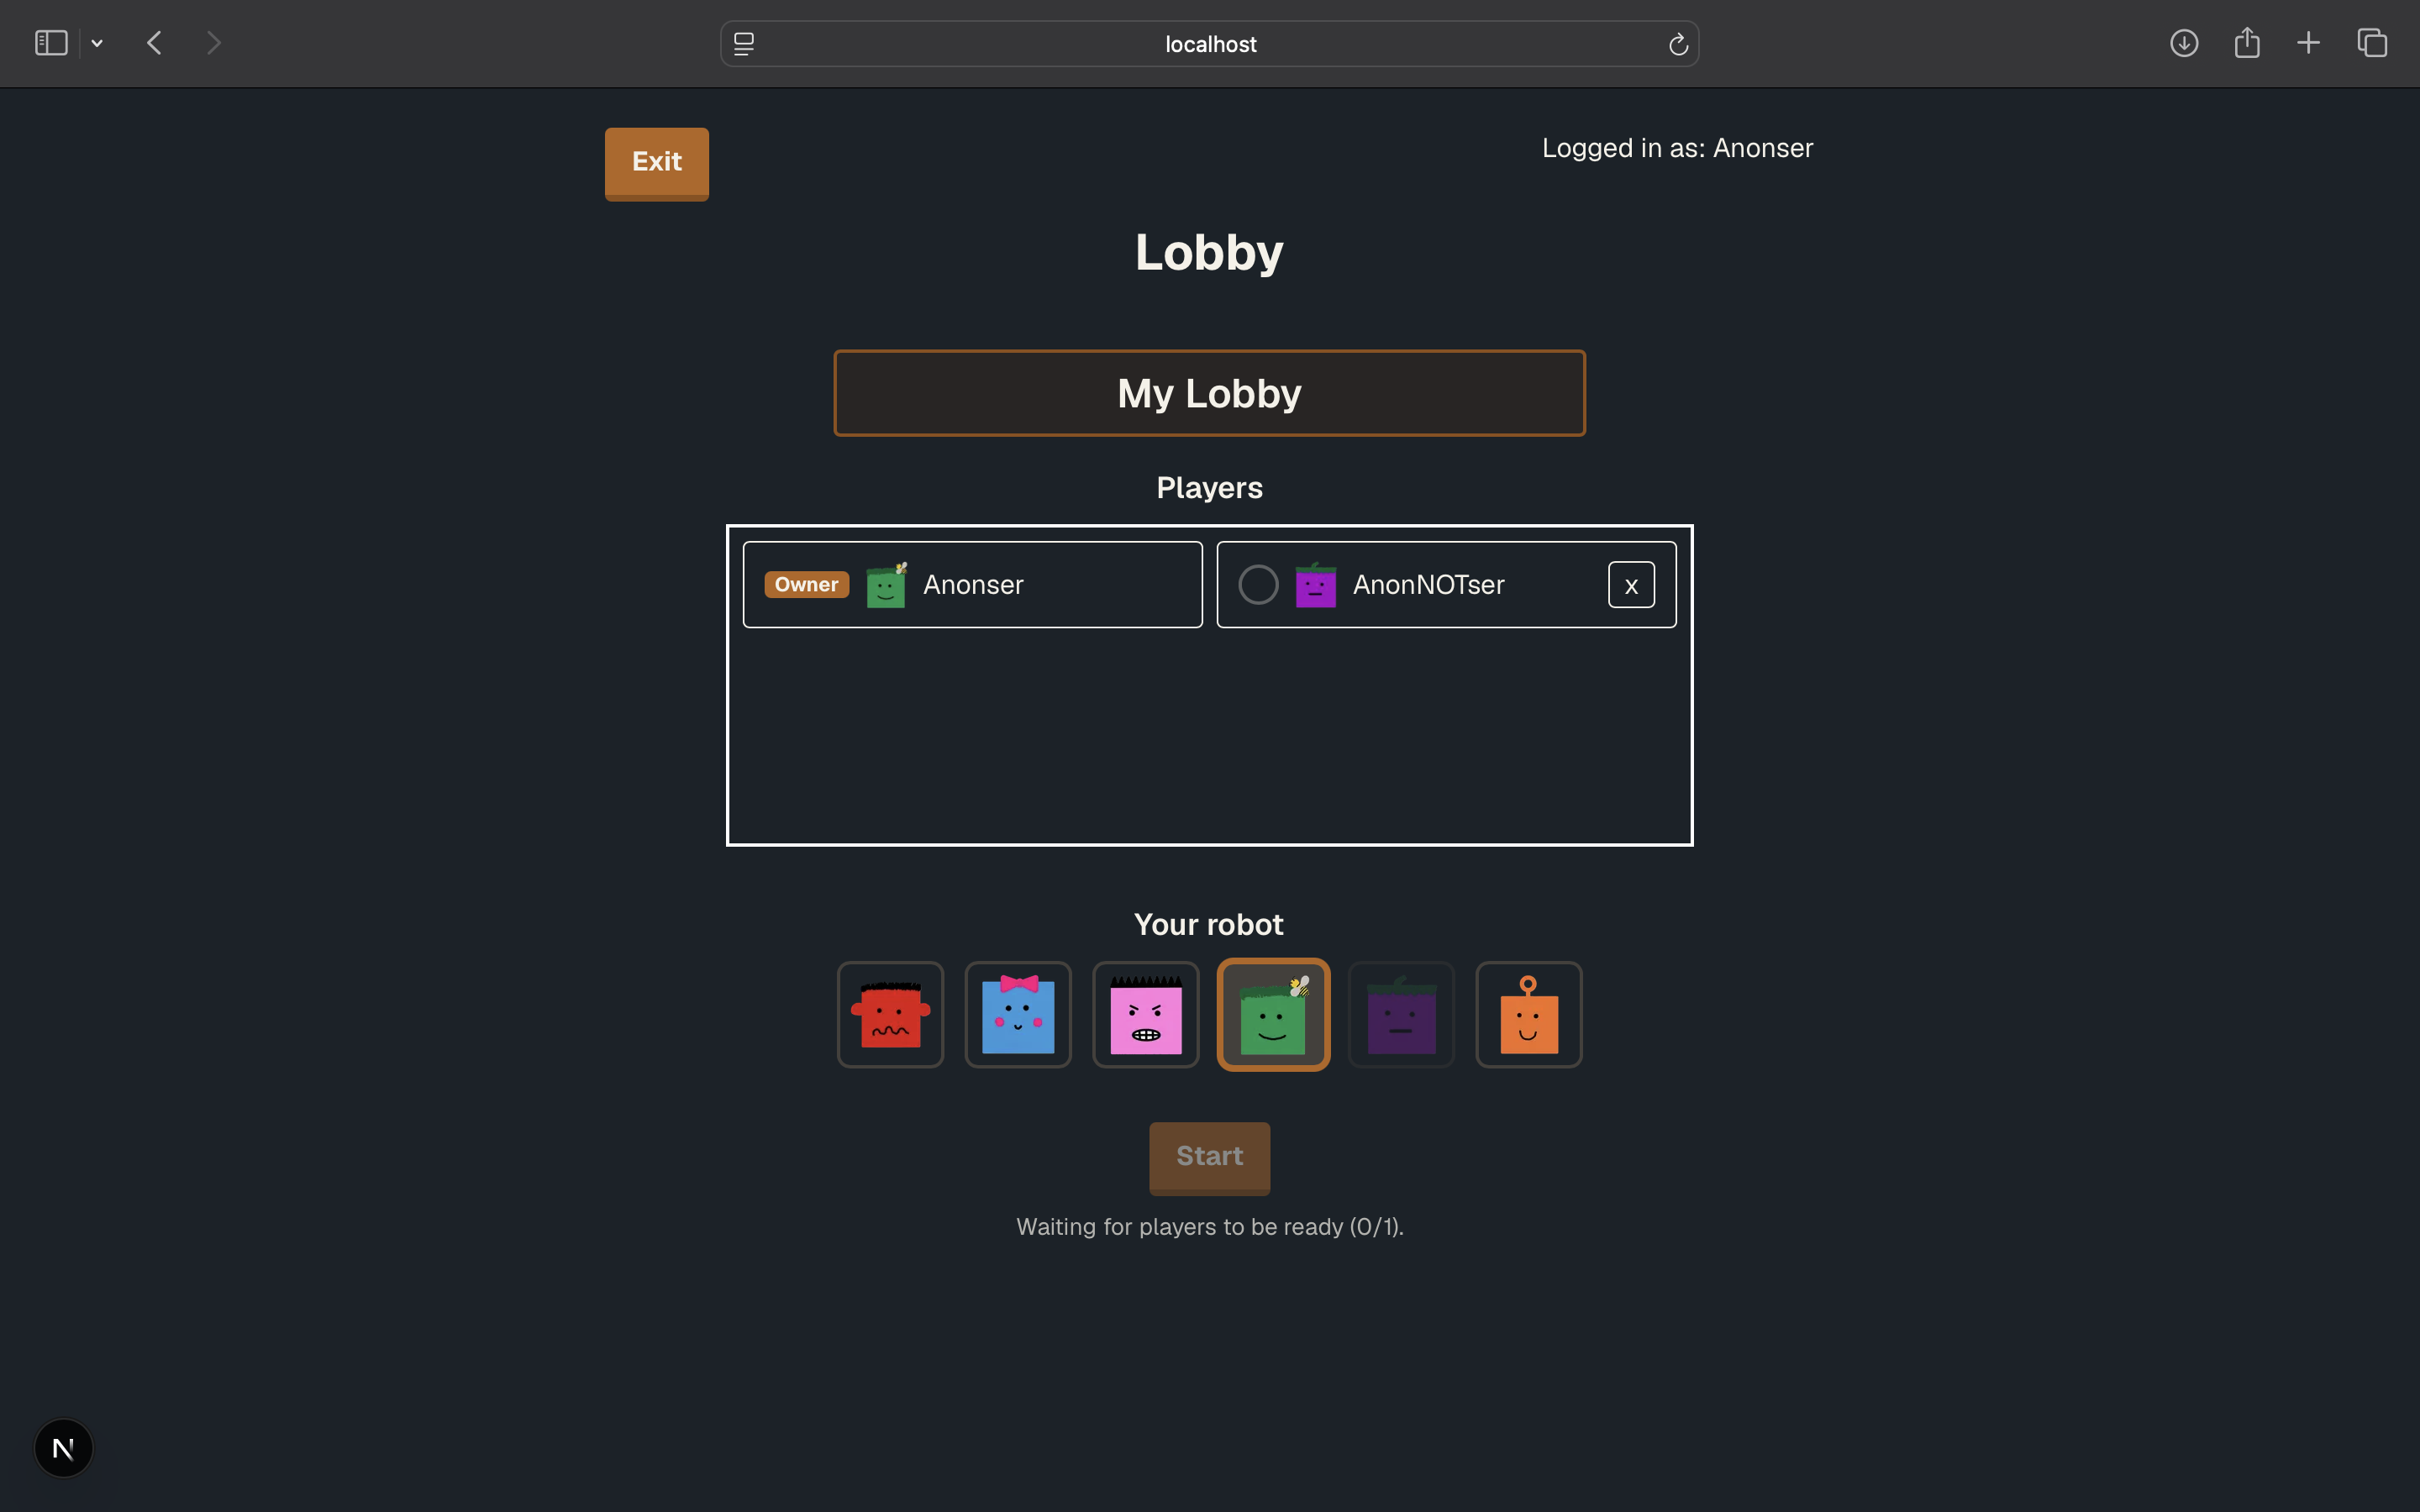 localhost
Exit
Logged in as: Anonser
Lobby
My Lobby
Players
Owner Anonser
AnonNOTser x
Your robot
Start
Waiting for players to be ready (0/1).
N